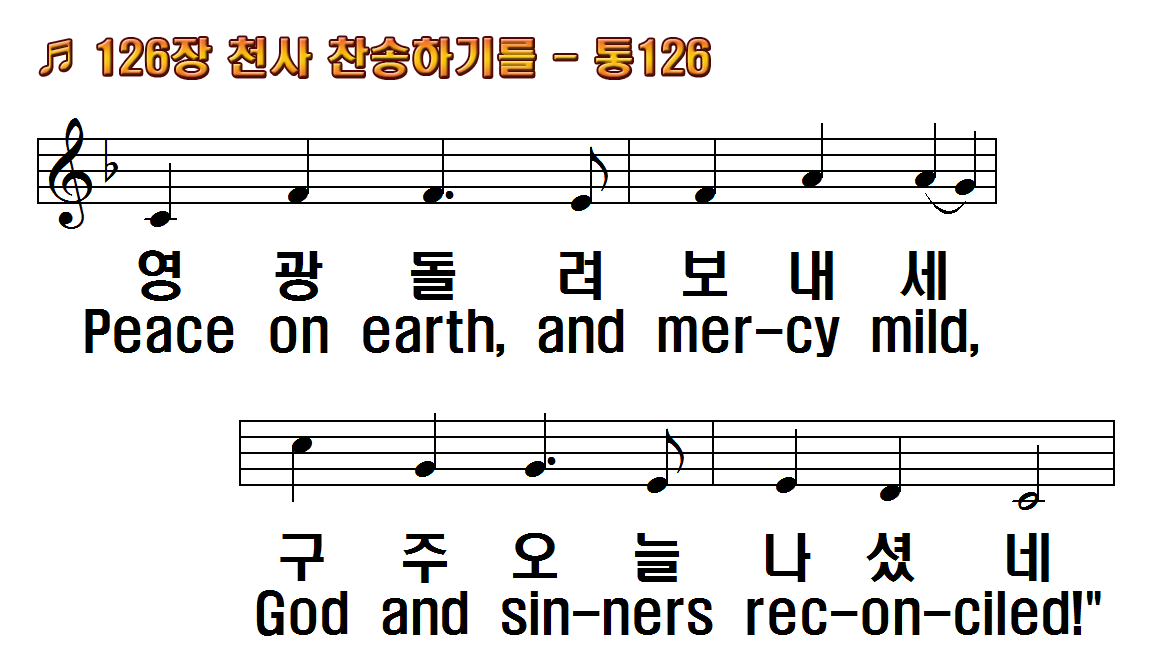 ♬ 126장 천사 찬송하기를 - 통126
영 광 돌 려 보 내 세
Peace on earth, and mer-cy mild,
구 주 오 늘 나 셨 네
God and sin-ners rec-on-ciled!"